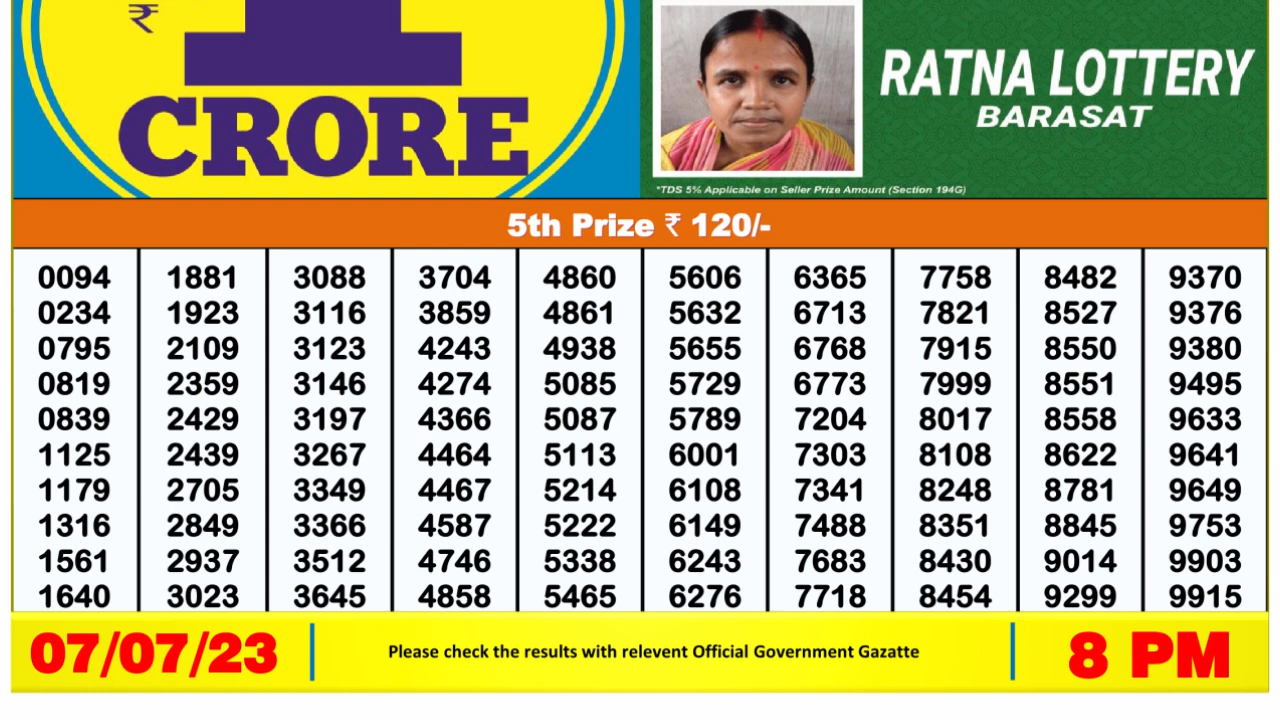 ₹
CRORE
RATNA LOTTERY
BARASAT
*TDS 5% Applicable on Seller Prize Amount (Section 194G)
5th Prize ₹ 120/-
0094 1881 3088 3704 4860 5606 6365 7758 8482 9370
0234 1923 3116 3859 4861 5632 6713 7821 8527 9376
0795 2109 3123 4243 4938 5655 6768 7915 8550 9380
0819 2359 3146 4274 5085 5729 6773 7999 8551 9495
0839 2429 3197 4366 5087 5789 7204 8017 8558 9633
1125 2439 3267 4464 5113 6001 7303 8108 8622 9641
1179 2705 3349 4467 5214 6108 7341 8248 8781 9649
1316 2849 3366 4587 5222 6149 7488 8351 8845 9753
1561 2937 3512 4746 5338 6243 7683 8430 9014 9903
1640 3023 3645 4858 5465 6276 7718 8454 9299 9915
07/07/23
Please check the results with relevent Official Government Gazatte
8 PM